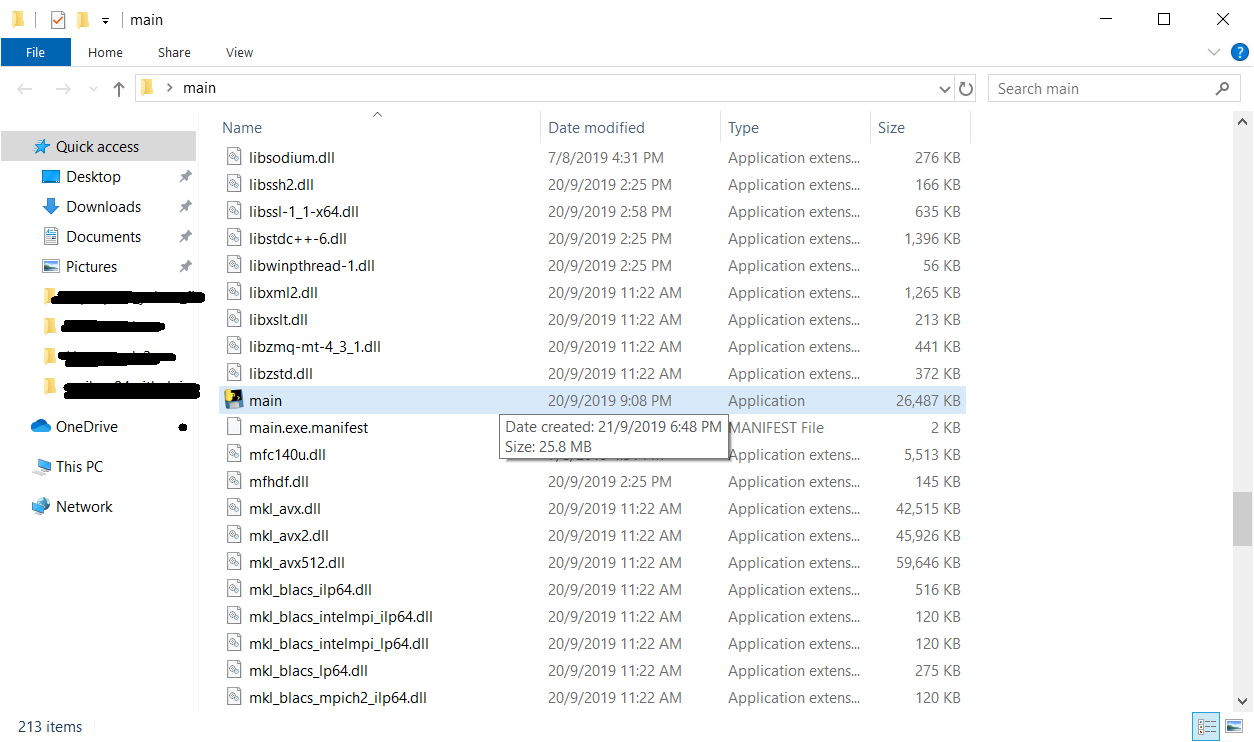 main
File Home Share View
main
Search main
Name Date modified Type Size
Quick access
Desktop
Downloads
Documents
Pictures
OneDrive
This PC
Network
libsodium.dll 7/8/2019 4:31 PM Application extens... 276 KB
libssh2.dll 20/9/2019 2:25 PM Application extens... 166 KB
libssl-1_1-x64.dll 20/9/2019 2:58 PM Application extens... 635 KB
libstdc++-6.dll 20/9/2019 2:25 PM Application extens... 1,396 KB
libwinpthread-1.dll 20/9/2019 2:25 PM Application extens... 56 KB
libxml2.dll 20/9/2019 11:22 AM Application extens... 1,265 KB
libxslt.dll 20/9/2019 11:22 AM Application extens... 213 KB
libzmq-mt-4_3_1.dll 20/9/2019 11:22 AM Application extens... 441 KB
libzstd.dll 20/9/2019 11:22 AM Application extens... 372 KB
main 20/9/2019 9:08 PM Application 26,487 KB
main.exe.manifest MANIFEST File 2 KB
Date created: 21/9/2019 6:48 PM
Size: 25.8 MB
mfc140u.dll Application extens... 5,513 KB
mfhdf.dll 20/9/2019 2:25 PM Application extens... 145 KB
mkl_avx.dll 20/9/2019 11:22 AM Application extens... 42,515 KB
mkl_avx2.dll 20/9/2019 11:22 AM Application extens... 45,926 KB
mkl_avx512.dll 20/9/2019 11:22 AM Application extens... 59,646 KB
mkl_blacs_ilp64.dll 20/9/2019 11:22 AM Application extens... 516 KB
mkl_blacs_intelmpi_ilp64.dll 20/9/2019 11:22 AM Application extens... 120 KB
mkl_blacs_intelmpi_lp64.dll 20/9/2019 11:22 AM Application extens... 120 KB
mkl_blacs_lp64.dll 20/9/2019 11:22 AM Application extens... 275 KB
mkl_blacs_mpich2_ilp64.dll 20/9/2019 11:22 AM Application extens... 120 KB
213 items